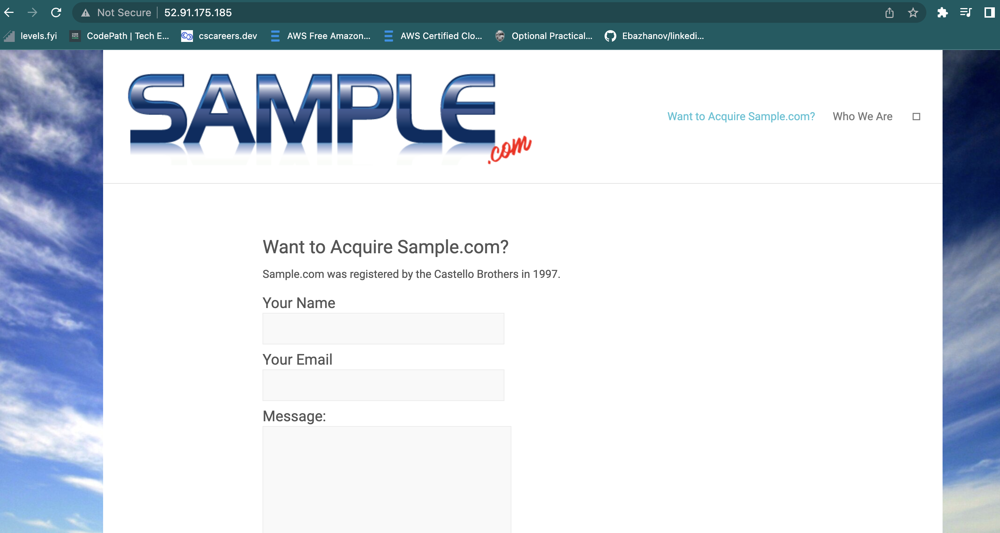 Not Secure | 52.91.175.185
levels.fyi CodePath | Tech E... cscareers.dev AWS Free Amazon... AWS Certified Clo... Optional Practical... Ebazhanov/linkedi...
SAMPLE
.com
Want to Acquire Sample.com? Who We Are
Want to Acquire Sample.com?
Sample.com was registered by the Castello Brothers in 1997.
Your Name
Your Email
Message: